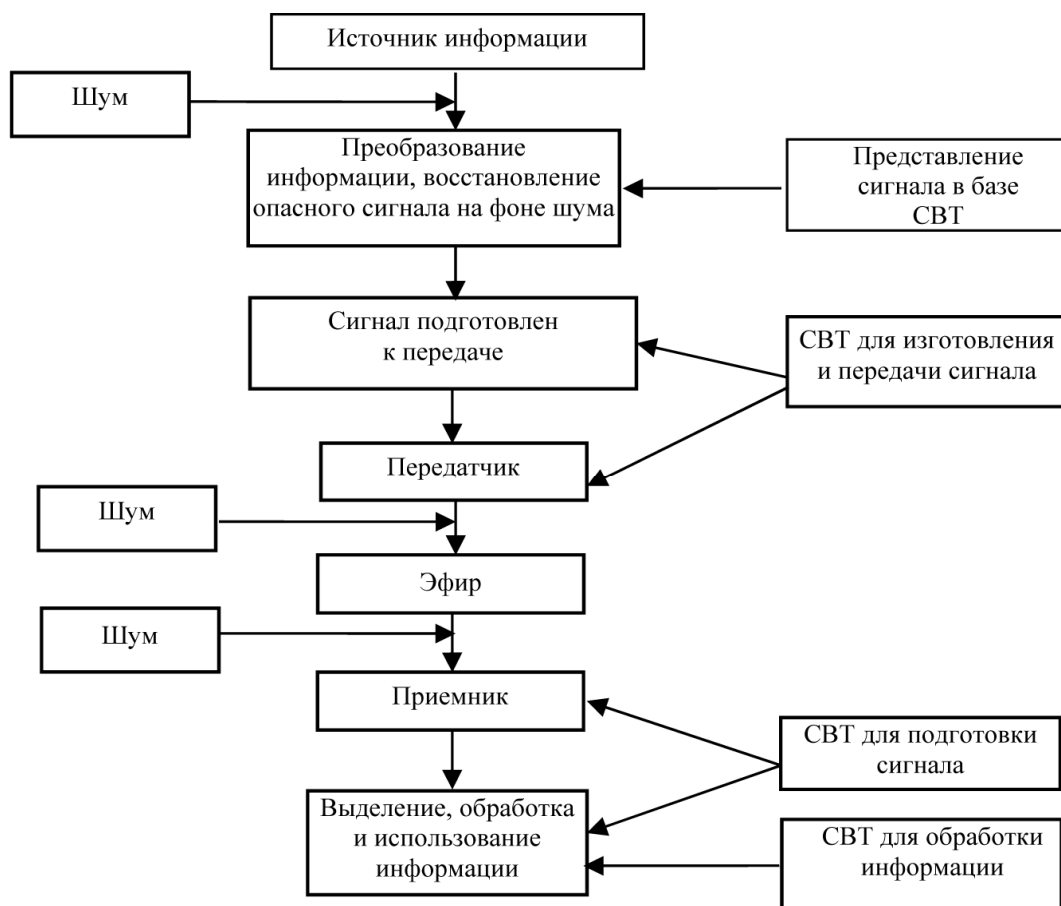 Источник информации
Шум
Преобразование
информации, восстановление
опасного сигнала на фоне шума
Представление
сигнала в базе
СВТ
Сигнал подготовлен
к передаче
СВТ для изготовления
и передачи сигнала
Передатчик
Шум
Эфир
Шум
Приемник
СВТ для подготовки
сигнала
Выделение, обработка
и использование
информации
СВТ для обработки
информации